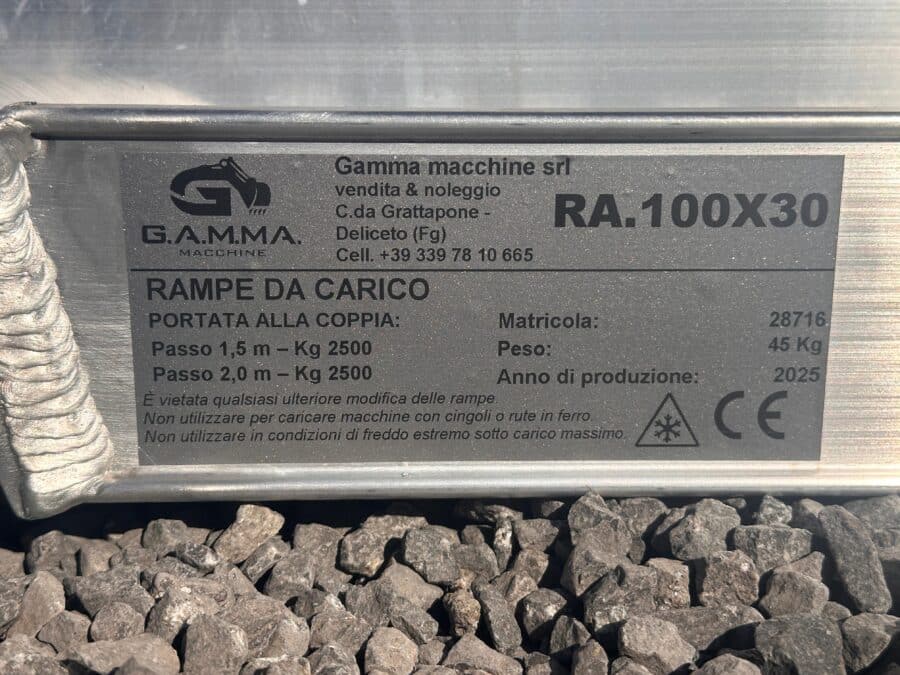 G.A.M.MA.
MACCHINE
Gamma macchine srl
vendita & noleggio
C.da Grattapone -
Deliceto (Fg)
Cell. +39 339 78 10 665
RA.100X30
RAMPE DA CARICO
PORTATA ALLA COPPIA:
Passo 1,5 m – Kg 2500
Passo 2,0 m – Kg 2500
Matricola: 28716
Peso: 45 Kg
Anno di produzione: 2025
È vietata qualsiasi ulteriore modifica delle rampe
Non utilizzare per caricare machine con cingoli o rute in ferro.
Non utilizzare in condizioni di freddo estremo sotto carico massimo.
CE